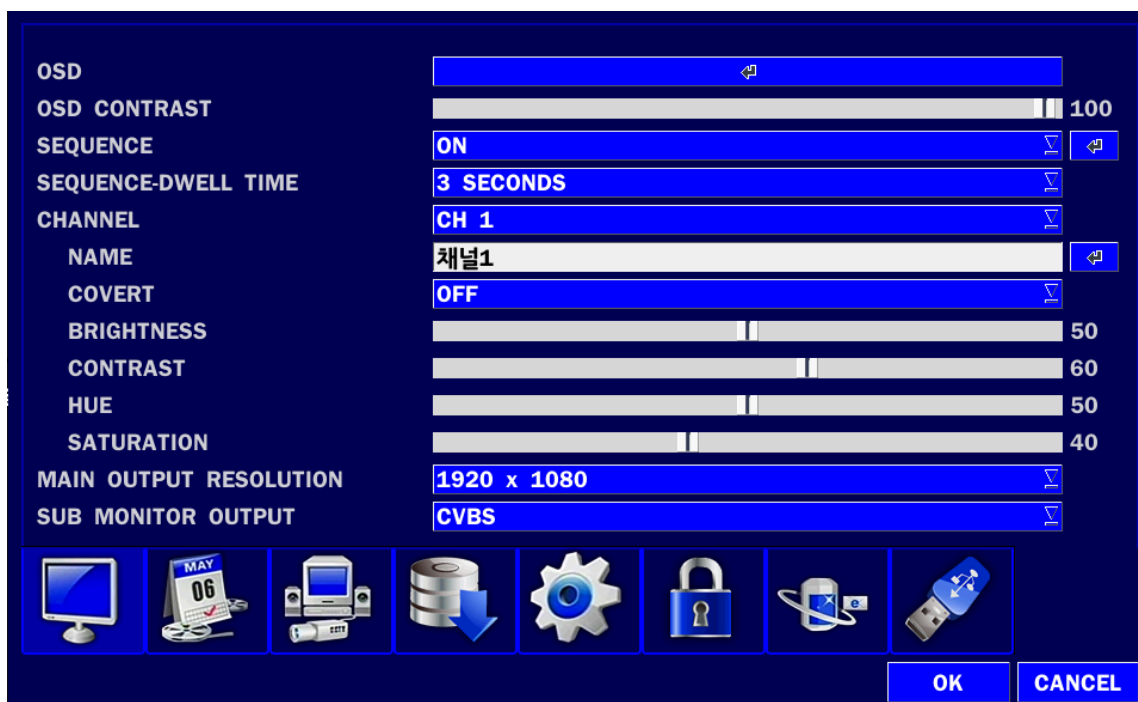 OSD
OSD CONTRAST 100
SEQUENCE ON
SEQUENCE-DWELL TIME 3 SECONDS
CHANNEL CH 1
NAME 채널1
COVERT OFF
BRIGHTNESS 50
CONTRAST 60
HUE 50
SATURATION 40
MAIN OUTPUT RESOLUTION 1920 x 1080
SUB MONITOR OUTPUT CVBS
MAY
06
CCTV
e
OK CANCEL